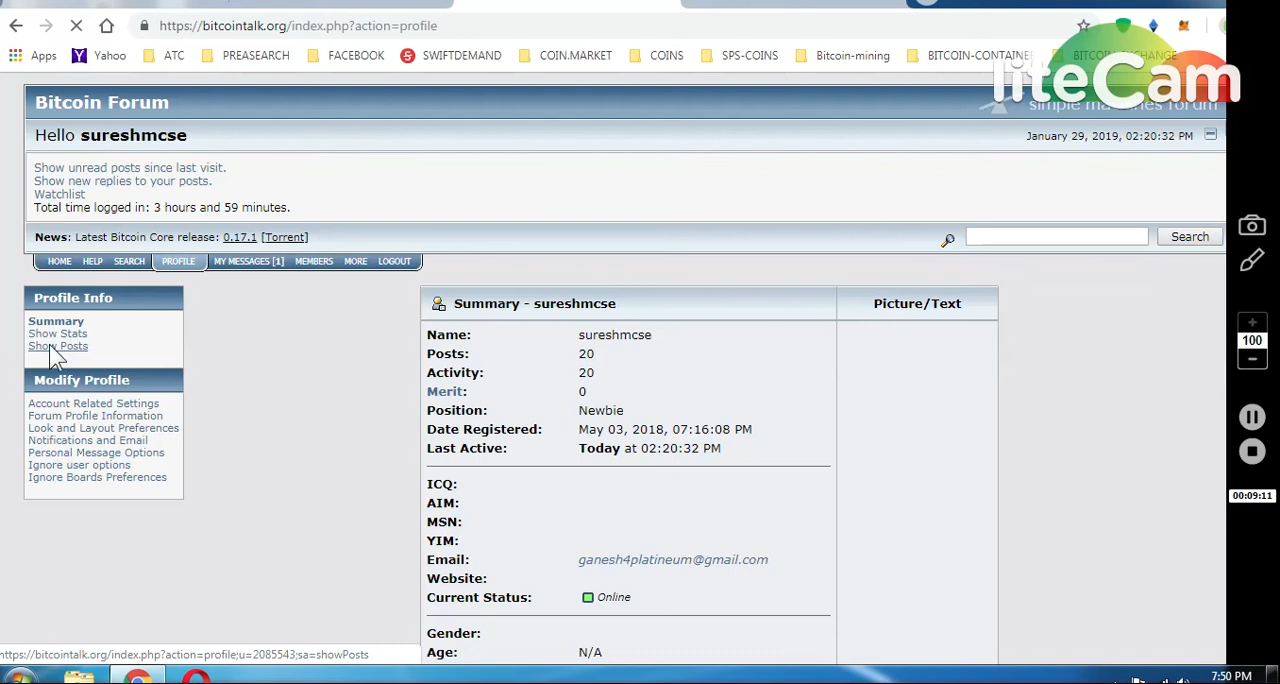 https://bitcointalk.org/index.php?action=profile
Apps Yahoo ATC PREASEARCH FACEBOOK SWIFTDEMAND COIN.MARKET COINS SPS-COINS Bitcoin-mining BITCOIN-CONTAINE BITCOIN-EXCHANGE
liteCam
Bitcoin Forum
simple machines forum
Hello sureshmcse
January 29, 2019, 02:20:32 PM
Show unread posts since last visit.
Show new replies to your posts.
Watchlist
Total time logged in: 3 hours and 59 minutes.
News: Latest Bitcoin Core release: 0.17.1 [Torrent]
Search
HOME HELP SEARCH PROFILE MY MESSAGES [1] MEMBERS MORE LOGOUT
Profile Info
Summary
Show Stats
Show Posts
Modify Profile
Account Related Settings
Forum Profile Information
Look and Layout Preferences
Notifications and Email
Personal Message Options
Ignore user options
Ignore Boards Preferences
Summary - sureshmcse
Picture/Text
Name: sureshmcse
Posts: 20
Activity: 20
Merit: 0
Position: Newbie
Date Registered: May 03, 2018, 07:16:08 PM
Last Active: Today at 02:20:32 PM
ICQ:
AIM:
MSN:
YIM:
Email: ganesh4platineum@gmail.com
Website:
Current Status: Online
Gender:
Age: N/A
100
00:09:11
https://bitcointalk.org/index.php?action=profile;u=2085543;sa=showPosts
7:50 PM